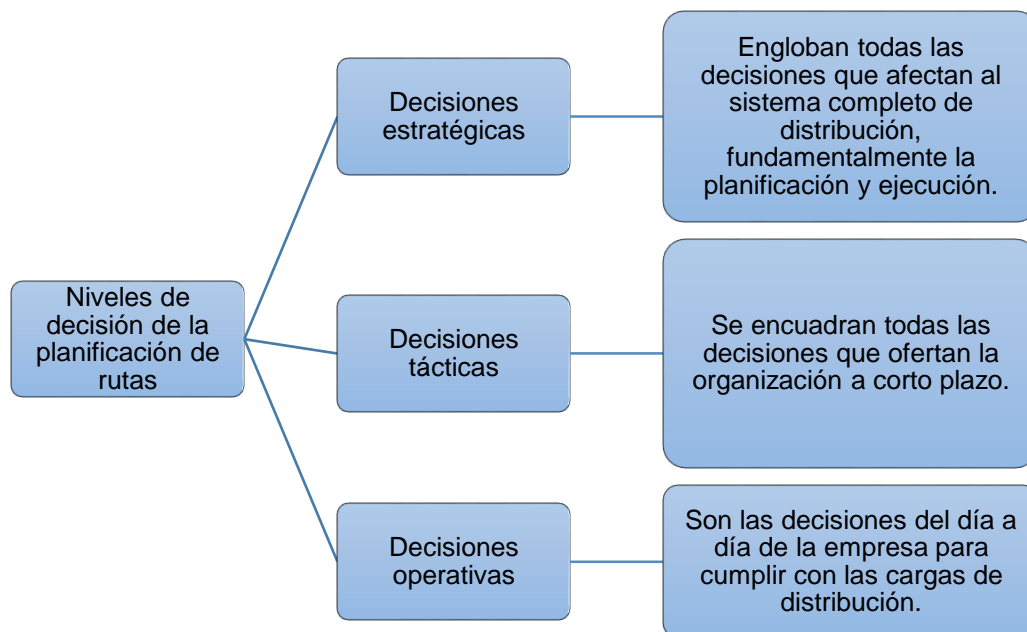 Niveles de
decisión de la
planificación de
rutas
Decisiones
estratégicas
Engloban todas las
decisiones que afectan al
sistema completo de
distribución,
fundamentalmente la
planificación y ejecución.
Decisiones
tácticas
Se encuadran todas las
decisiones que ofertan la
organización a corto plazo.
Decisiones
operativas
Son las decisiones del día a
día de la empresa para
cumplir con las cargas de
distribución.